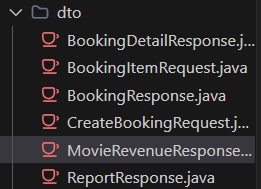 dto
BookingDetailResponse.j...
BookingItemRequest.java
BookingResponse.java
CreateBookingRequest.j...
MovieRevenueResponse...
ReportResponse.java